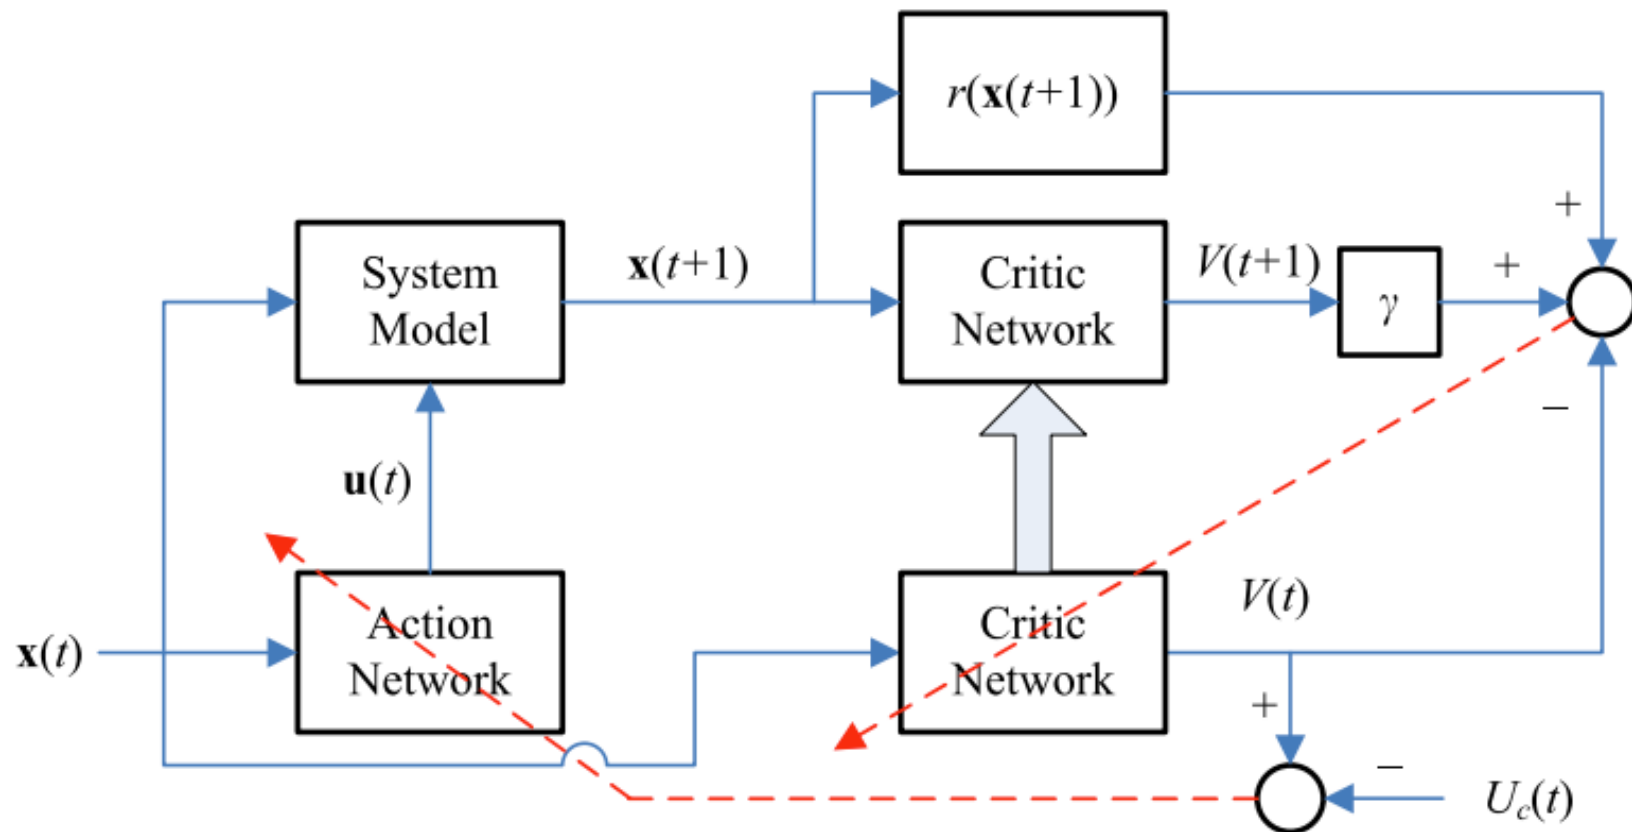 r(x(t+1))
+
System
Model
x(t+1)
Critic
Network
V(t+1)
γ
+
−
u(t)
x(t)
Action
Network
Critic
Network
V(t)
+
−
U_c(t)